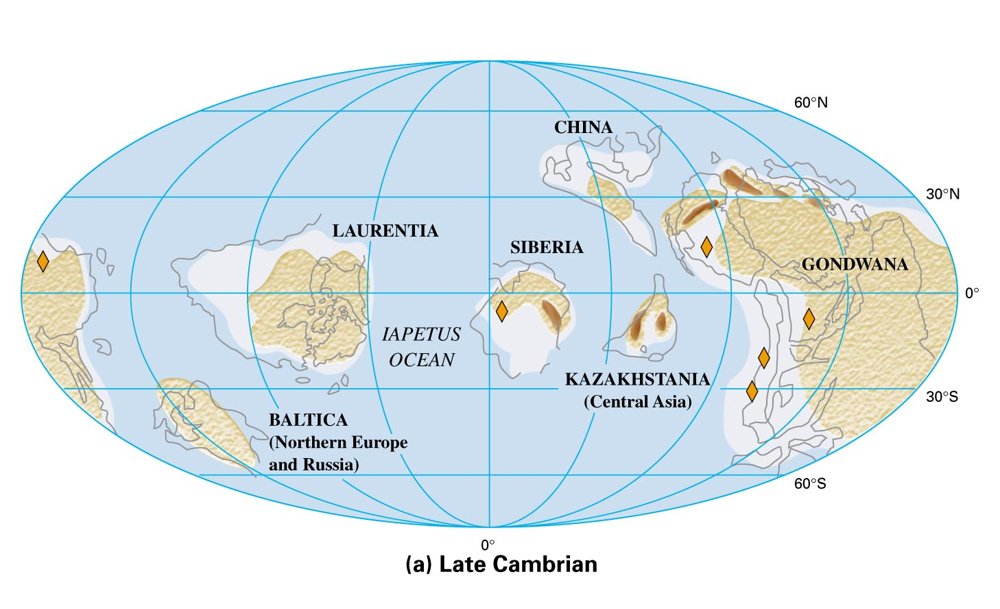 60°N
CHINA
30°N
LAURENTIA
SIBERIA
GONDWANA
0°
IAPETUS
OCEAN
KAZAKHSTANIA
(Central Asia)
30°S
BALTICA
(Northern Europe
and Russia)
60°S
0°
(a) Late Cambrian